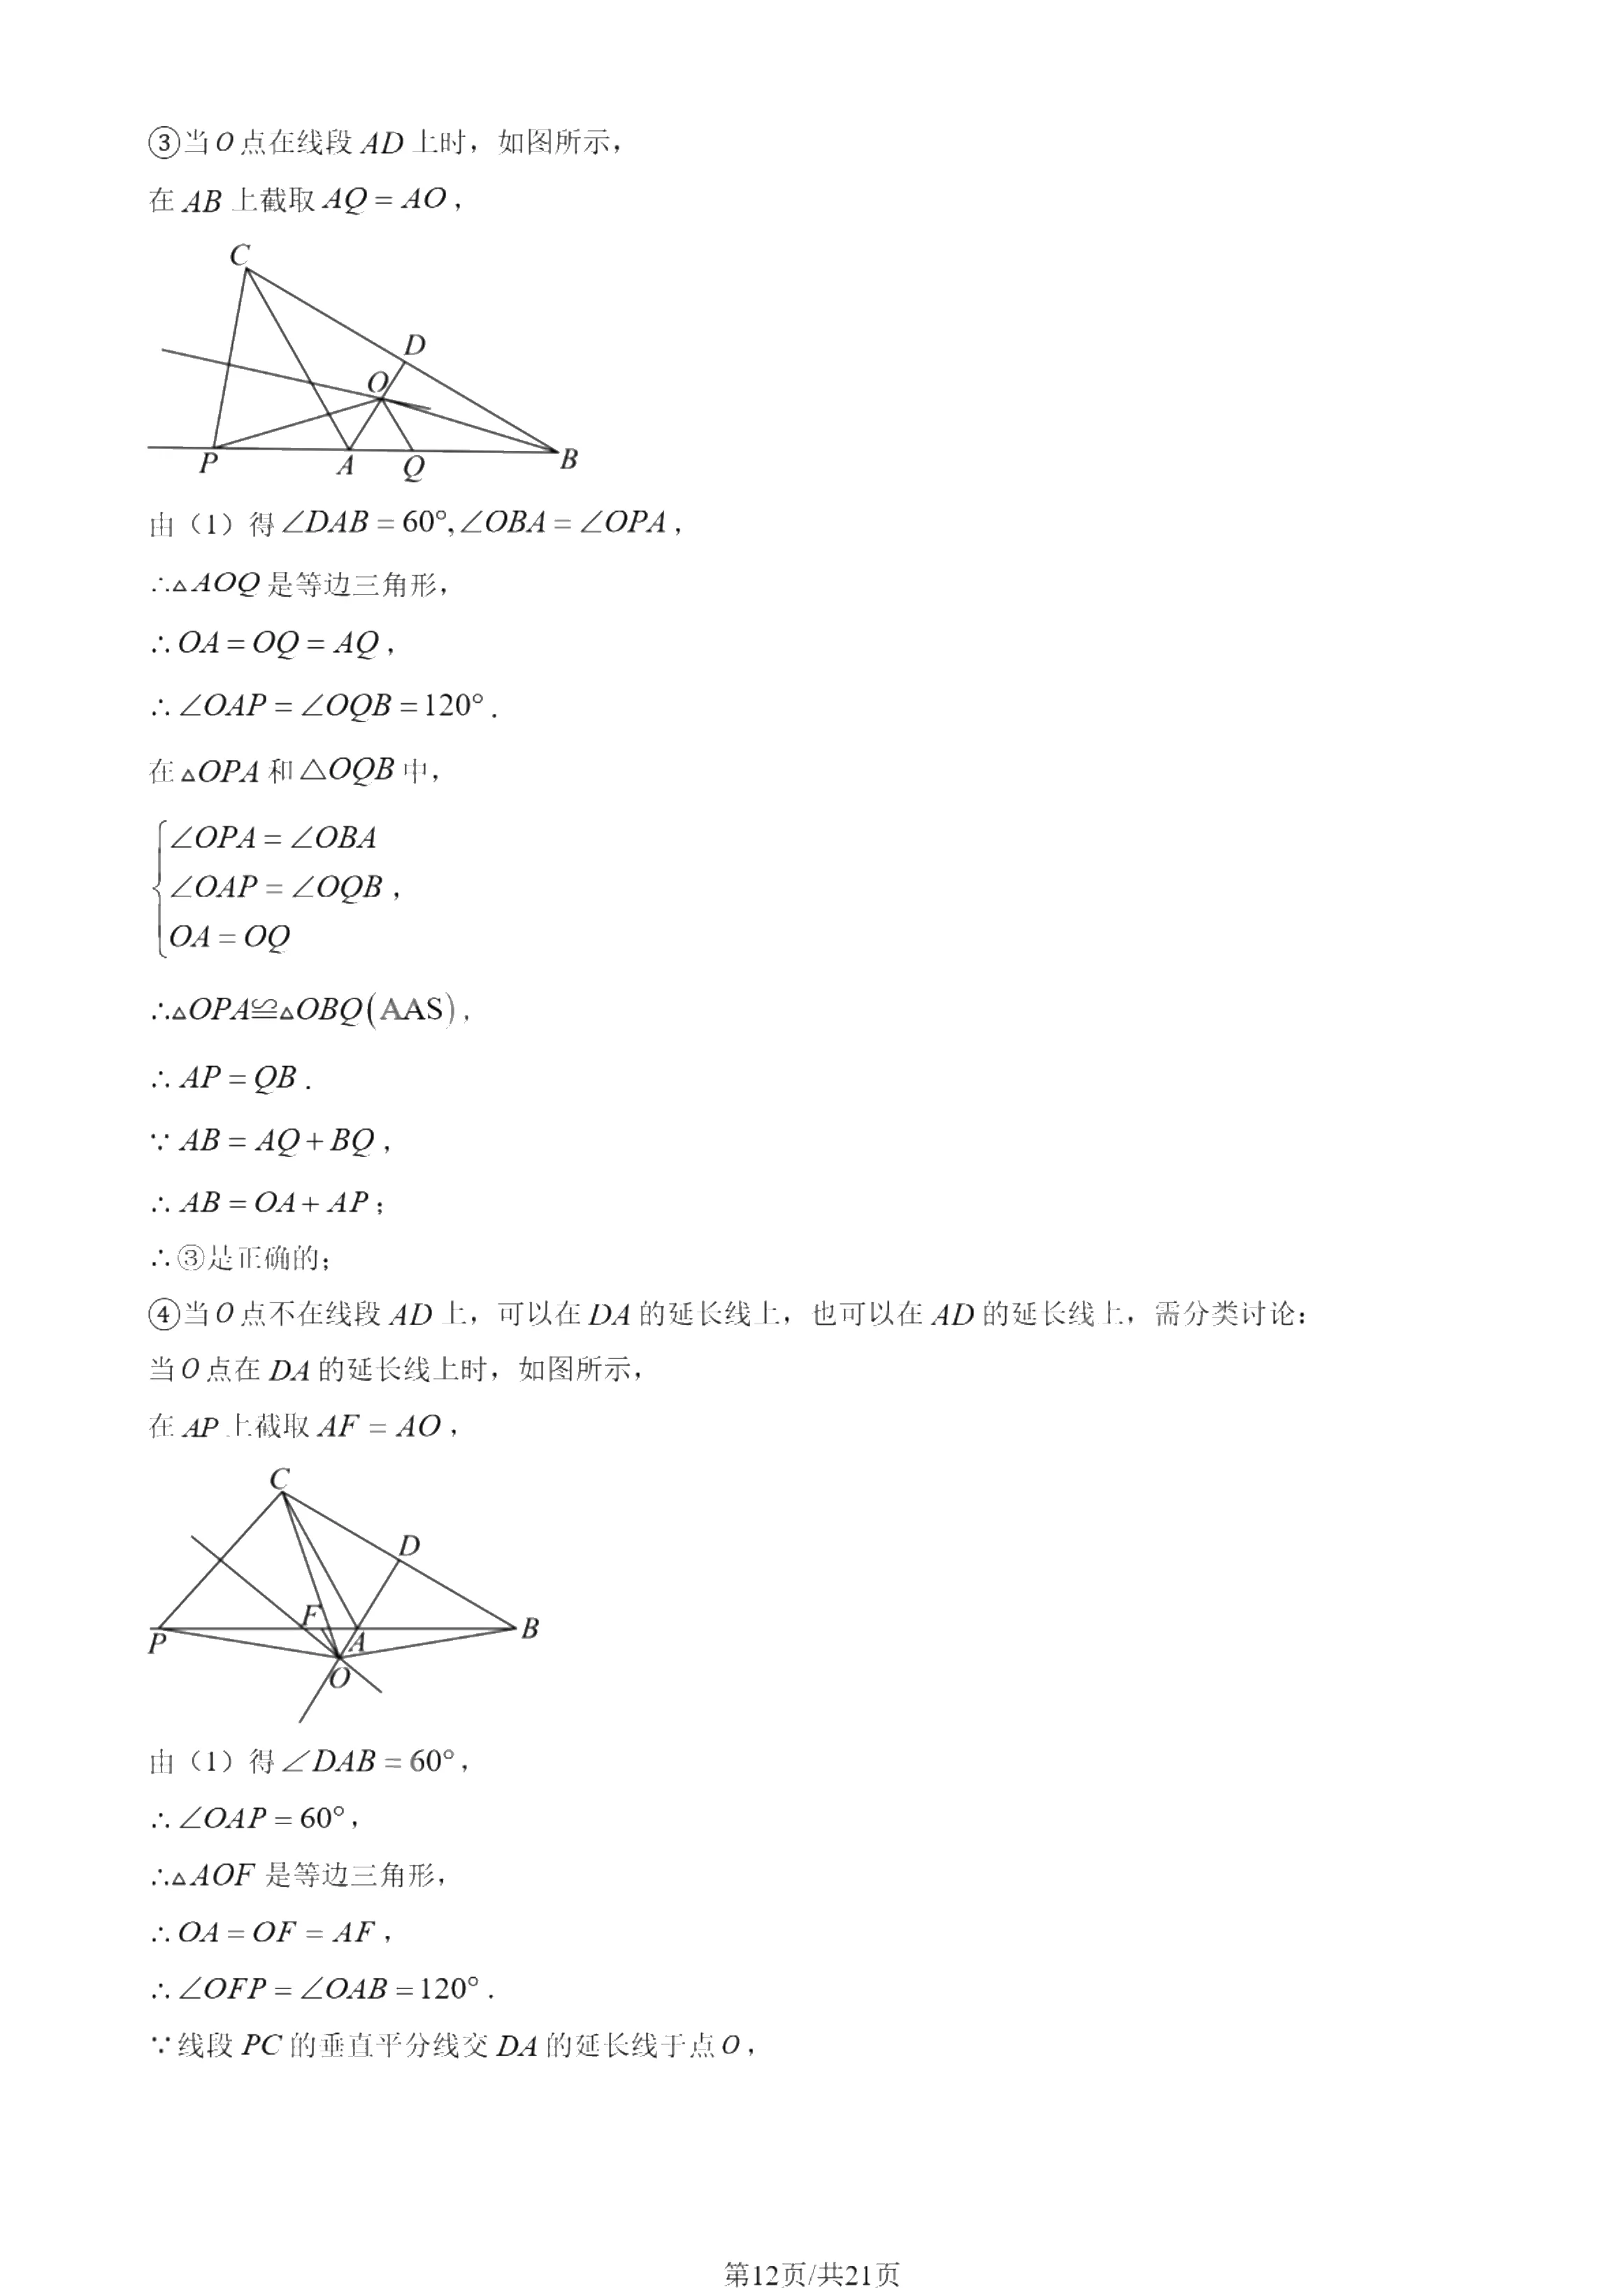 ③当O点在线段AD上时，如图所示，
在AB上截取AQ=AO，
C
D
O
P A Q B
由（1）得∠DAB=60°,∠OBA=∠OPA，
∴△AOQ是等边三角形，
∴OA=OQ=AQ，
∴∠OAP=∠OQB=120°.
在△OPA和△OQB中，
∠OPA=∠OBA
∠OAP=∠OQB，
OA=OQ
∴△OPA≌△OBQ(AAS)，
∴AP=QB.
∵AB=AQ+BQ，
∴AB=OA+AP；
∴③是正确的；
④当O点不在线段AD上，可以在DA的延长线上，也可以在AD的延长线上，需分类讨论：
当O点在DA的延长线上时，如图所示，
在AP上截取AF=AO，
C
D
F
P A B
O
由（1）得∠DAB=60°，
∴∠OAP=60°，
∴△AOF是等边三角形，
∴OA=OF=AF，
∴∠OFP=∠OAB=120°.
∵线段PC的垂直平分线交DA的延长线于点O，
第12页/共21页